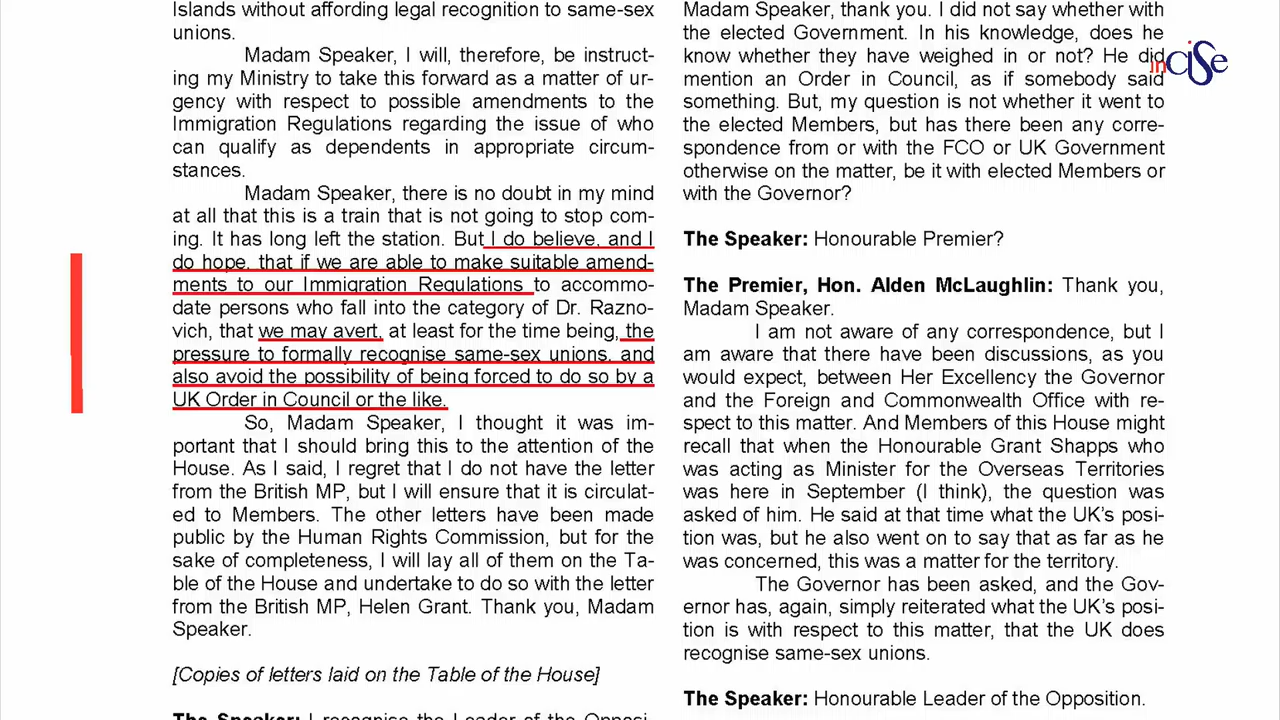 Islands without affording legal recognition to same-sex
unions.
Madam Speaker, I will, therefore, be instruct-
ing my Ministry to take this forward as a matter of ur-
gency with respect to possible amendments to the
Immigration Regulations regarding the issue of who
can qualify as dependents in appropriate circum-
stances.
Madam Speaker, there is no doubt in my mind
at all that this is a train that is not going to stop com-
ing. It has long left the station. But I do believe, and I
do hope, that if we are able to make suitable amend-
ments to our Immigration Regulations to accommo-
date persons who fall into the category of Dr. Razno-
vich, that we may avert, at least for the time being, the
pressure to formally recognise same-sex unions, and
also avoid the possibility of being forced to do so by a
UK Order in Council or the like.
So, Madam Speaker, I thought it was im-
portant that I should bring this to the attention of the
House. As I said, I regret that I do not have the letter
from the British MP, but I will ensure that it is circulat-
ed to Members. The other letters have been made
public by the Human Rights Commission, but for the
sake of completeness, I will lay all of them on the Ta-
ble of the House and undertake to do so with the letter
from the British MP, Helen Grant. Thank you, Madam
Speaker.
[Copies of letters laid on the Table of the House]
The Speaker: I recognise the Leader of the Opposi-
Madam Speaker, thank you. I did not say whether with
the elected Government. In his knowledge, does he
know whether they have weighed in or not? He did
mention an Order in Council, as if somebody said
something. But, my question is not whether it went to
the elected Members, but has there been any corre-
spondence from or with the FCO or UK Government
otherwise on the matter, be it with elected Members or
with the Governor?
The Speaker: Honourable Premier?
The Premier, Hon. Alden McLaughlin: Thank you,
Madam Speaker.
I am not aware of any correspondence, but I
am aware that there have been discussions, as you
would expect, between Her Excellency the Governor
and the Foreign and Commonwealth Office with re-
spect to this matter. And Members of this House might
recall that when the Honourable Grant Shapps who
was acting as Minister for the Overseas Territories
was here in September (I think), the question was
asked of him. He said at that time what the UK's posi-
tion was, but he also went on to say that as far as he
was concerned, this was a matter for the territory.
The Governor has been asked, and the Gov-
ernor has, again, simply reiterated what the UK's posi-
tion is with respect to this matter, that the UK does
recognise same-sex unions.
The Speaker: Honourable Leader of the Opposition.
inCISe